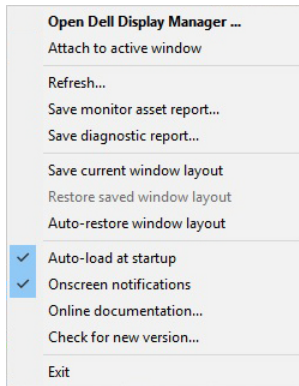 Open Dell Display Manager ...
Attach to active window
Refresh...
Save monitor asset report...
Save diagnostic report...
Save current window layout
Restore saved window layout
Auto-restore window layout
Auto-load at startup
Onscreen notifications
Online documentation...
Check for new version...
Exit